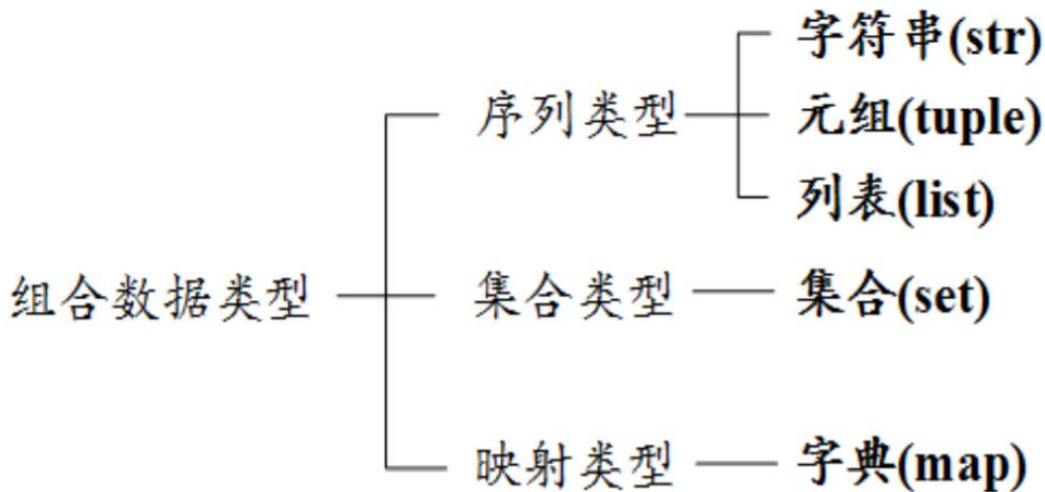 组合数据类型
序列类型
字符串(str)
元组(tuple)
列表(list)
集合类型
集合(set)
映射类型
字典(map)